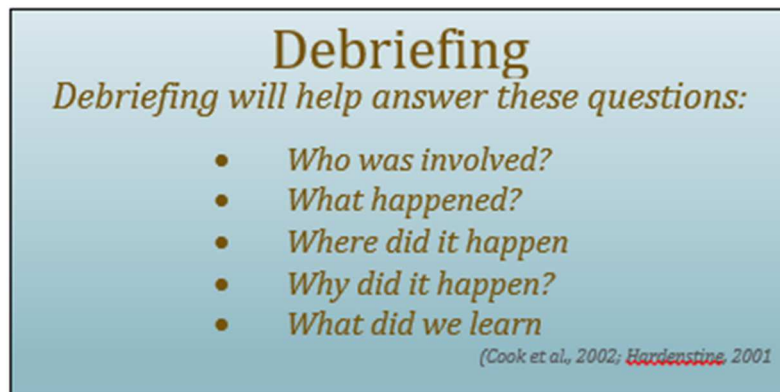 Debriefing
Debriefing will help answer these questions:
• Who was involved?
• What happened?
• Where did it happen
• Why did it happen?
• What did we learn
(Cook et al., 2002; Hardenstine, 2001